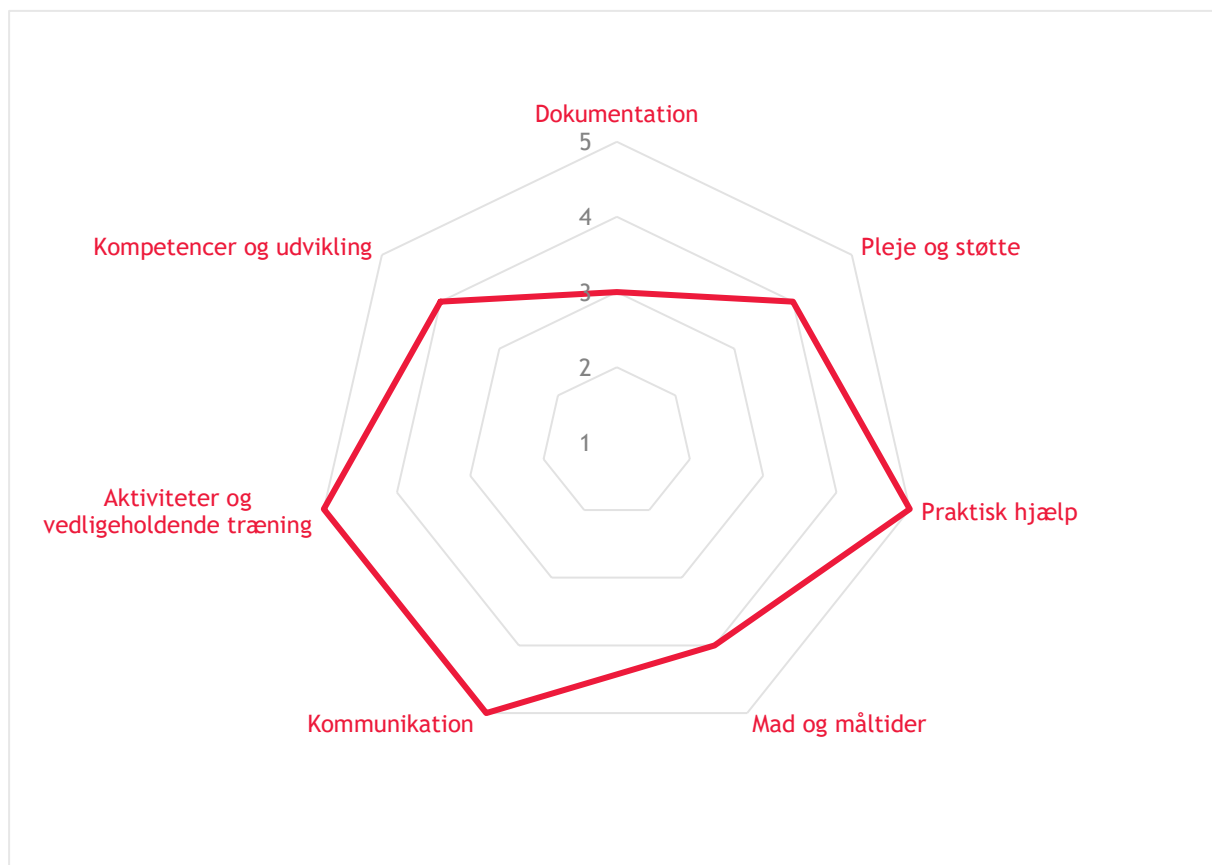 Dokumentation
5
4
3
2
1
Pleje og støtte
Praktisk hjælp
Mad og måltider
Kommunikation
Aktiviteter og
vedligeholdende træning
Kompetencer og udvikling